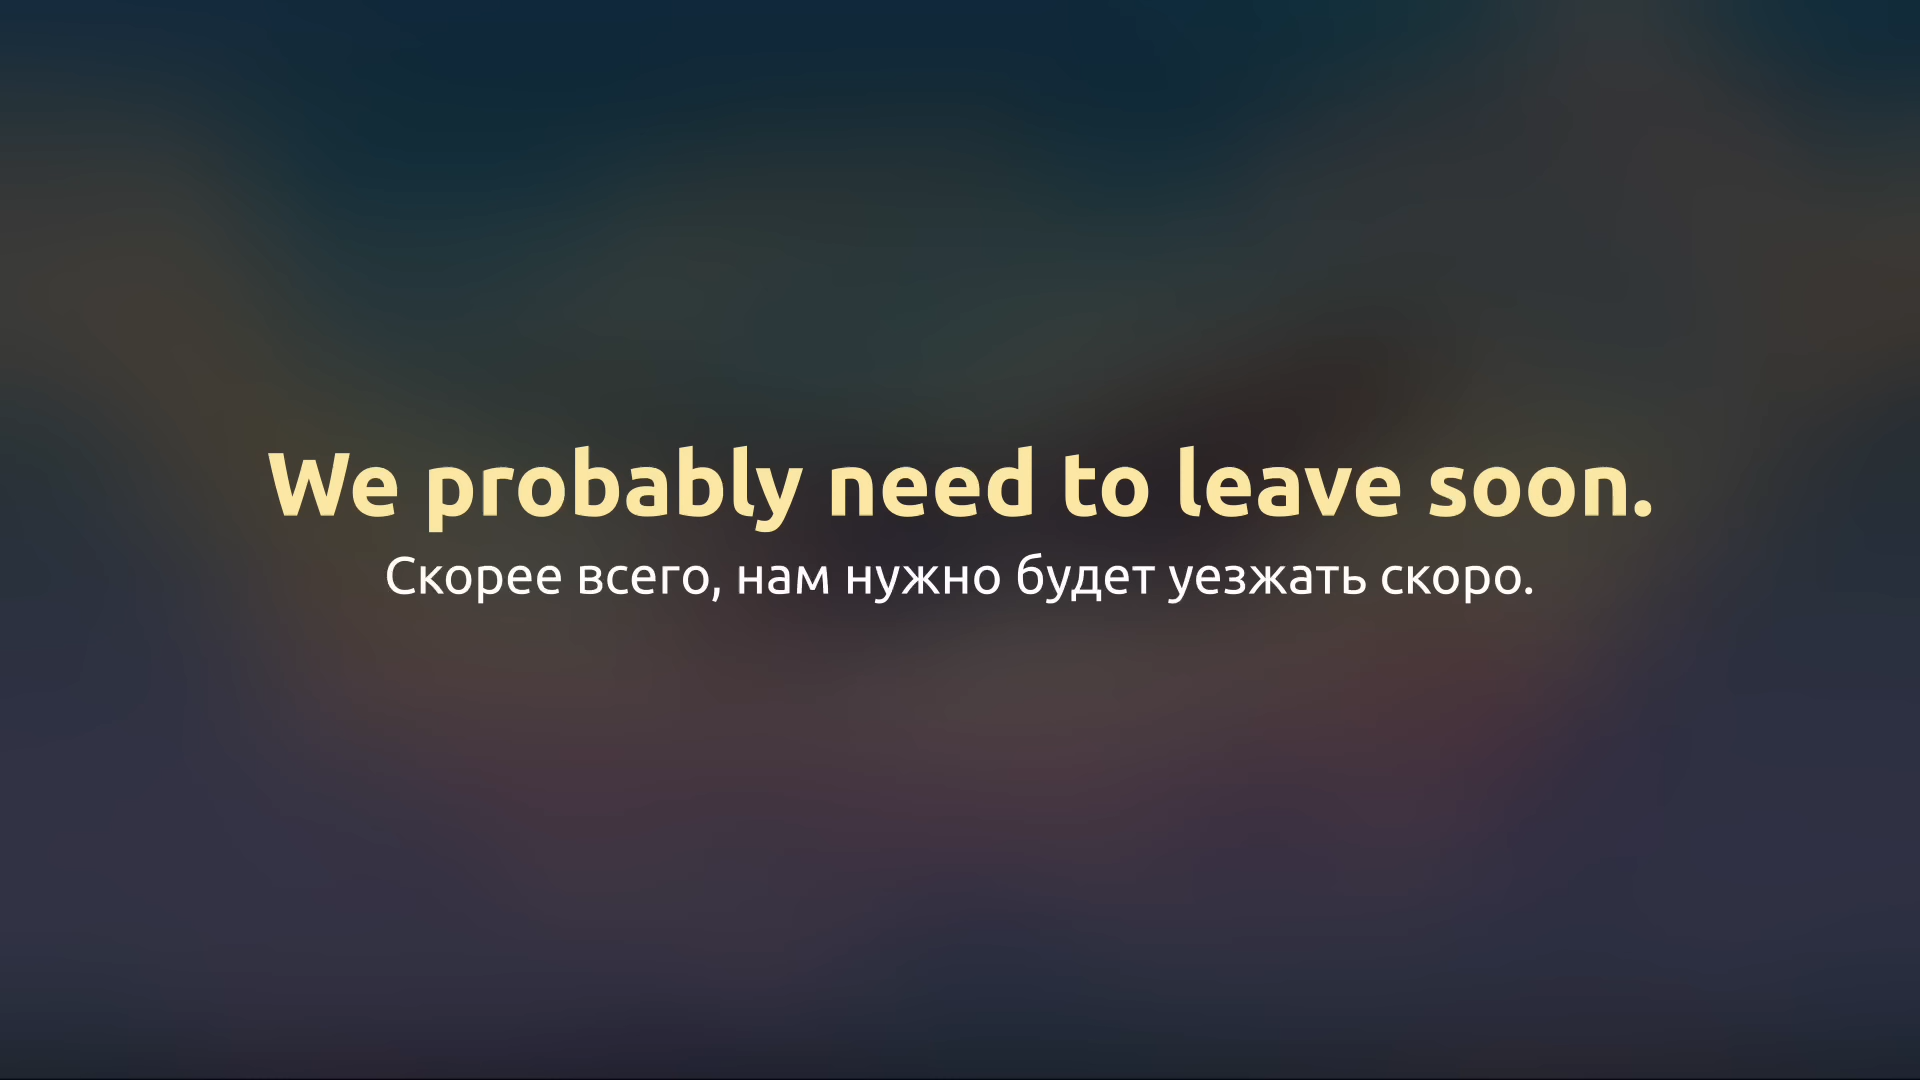 We probably need to leave soon.
Скорее всего, нам нужно будет уезжать скоро.